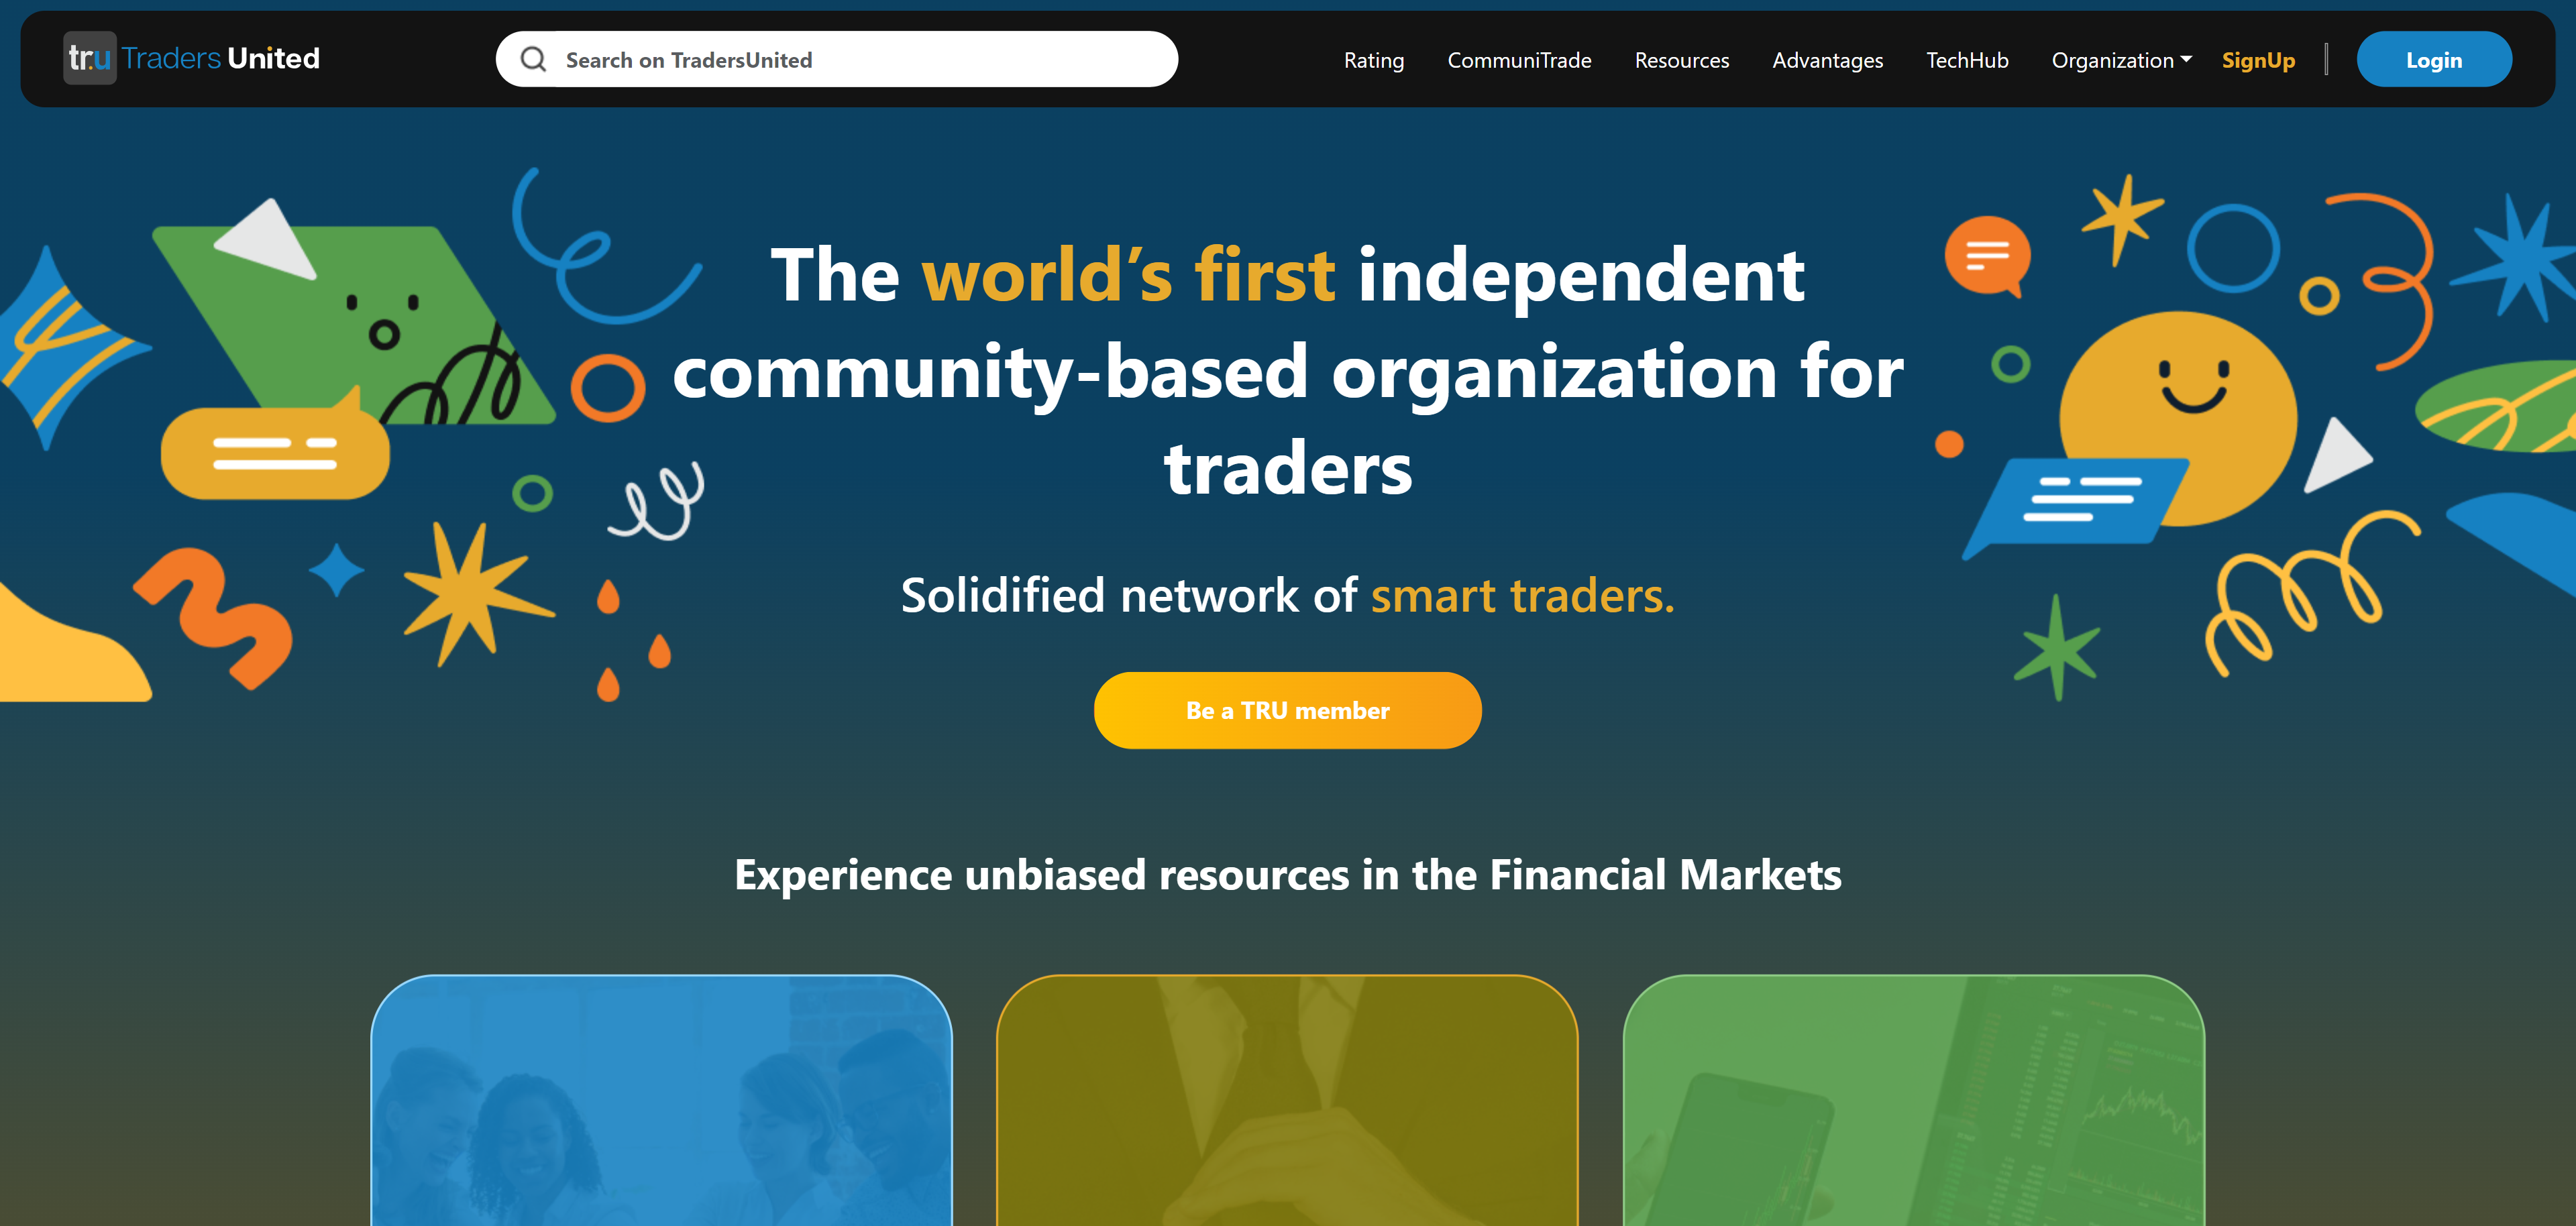 tr.u Traders United
Search on TradersUnited
Rating CommuniTrade Resources Advantages TechHub Organization SignUp Login
The world’s first independent
community-based organization for
traders
Solidified network of smart traders.
Be a TRU member
Experience unbiased resources in the Financial Markets